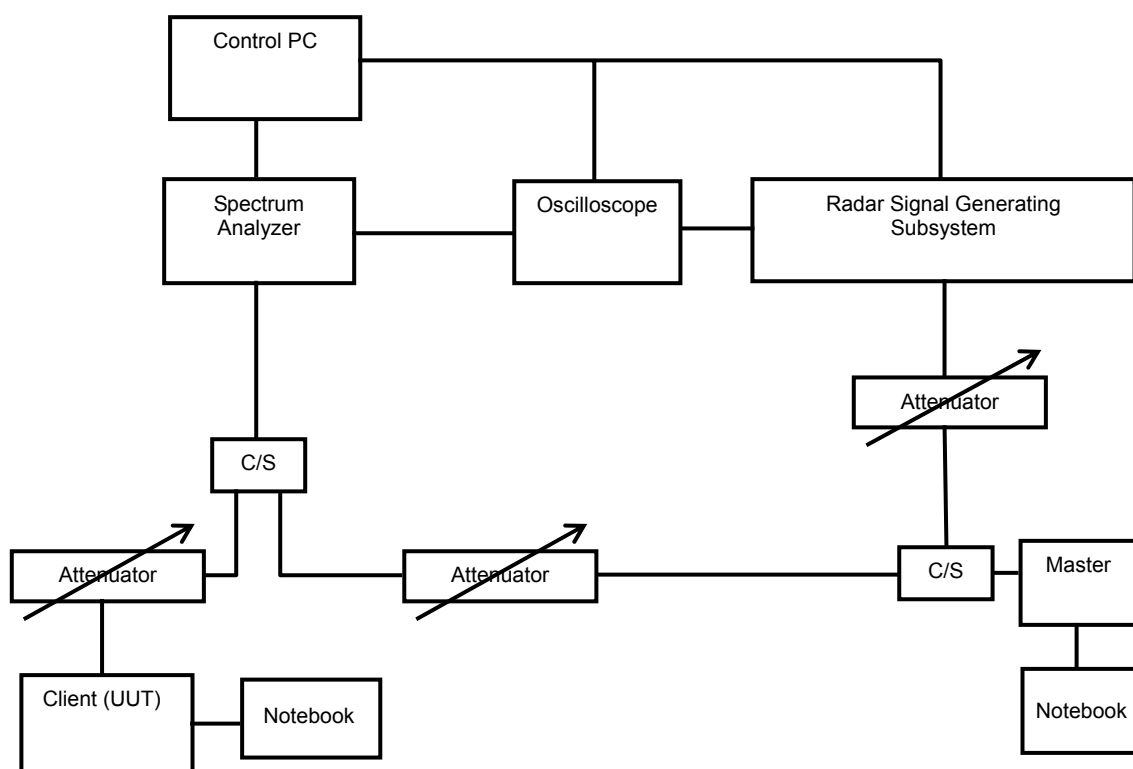 Control PC
Spectrum
Analyzer
Oscilloscope
Radar Signal Generating
Subsystem
Attenuator
C/S
Attenuator
Attenuator
C/S
Master
Client (UUT)
Notebook
Notebook